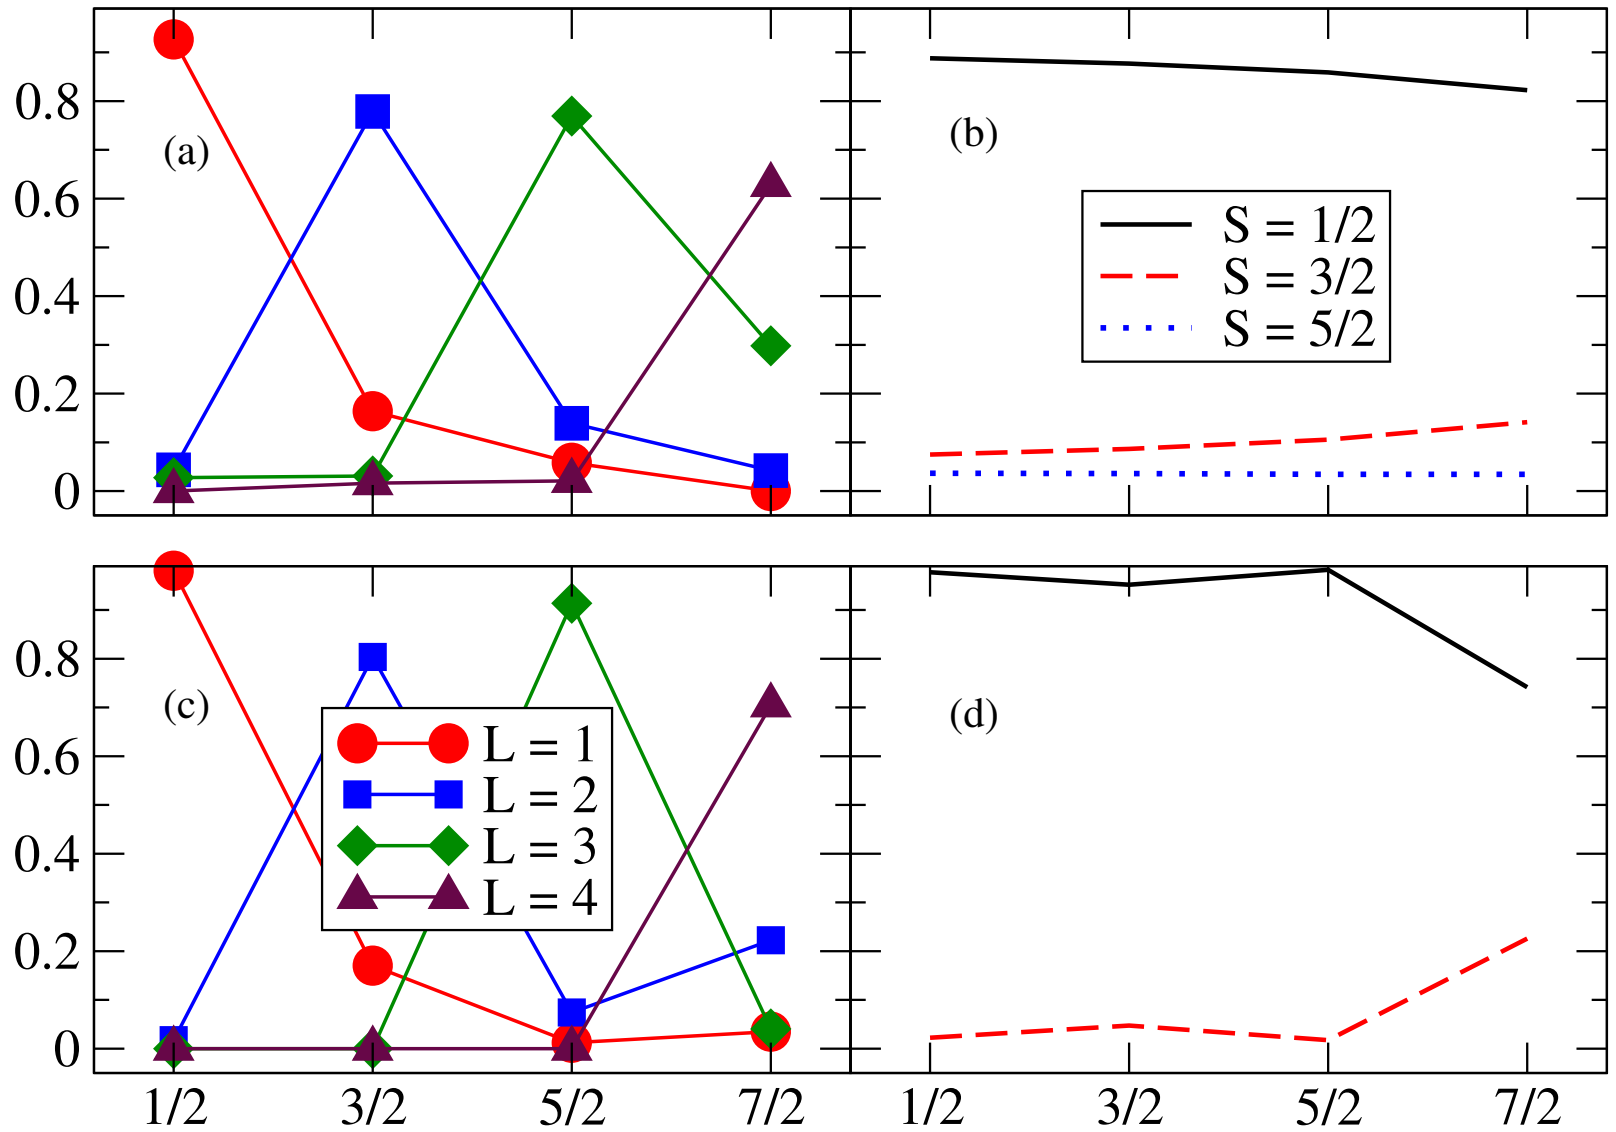 0.8
0.6
0.4
0.2
0
(a)
(b)
S = 1/2
S = 3/2
S = 5/2
0.8
0.6
0.4
0.2
0
(c)
L = 1
L = 2
L = 3
L = 4
(d)
1/2 3/2 5/2 7/2 1/2 3/2 5/2 7/2